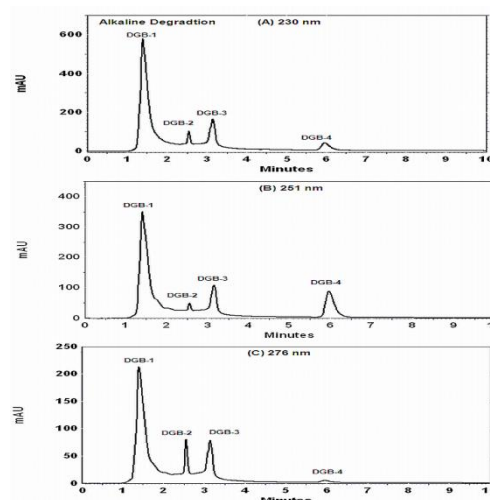 Alkaline Degradtion (A) 230 nm
DGB-1
DGB-2
DGB-3
DGB-4
mAU
600
400
200
0
0 1 2 3 4 5 6 7 8 9 10
Minutes
(B) 251 nm
DGB-1
DGB-2
DGB-3
DGB-4
mAU
400
300
200
100
0
0 1 2 3 4 5 6 7 8 9 1
Minutes
(C) 276 nm
DGB-1
DGB-2
DGB-3
DGB-4
mAU
250
200
150
100
50
0
0 1 2 3 4 5 6 7 8 9 1
Minutes